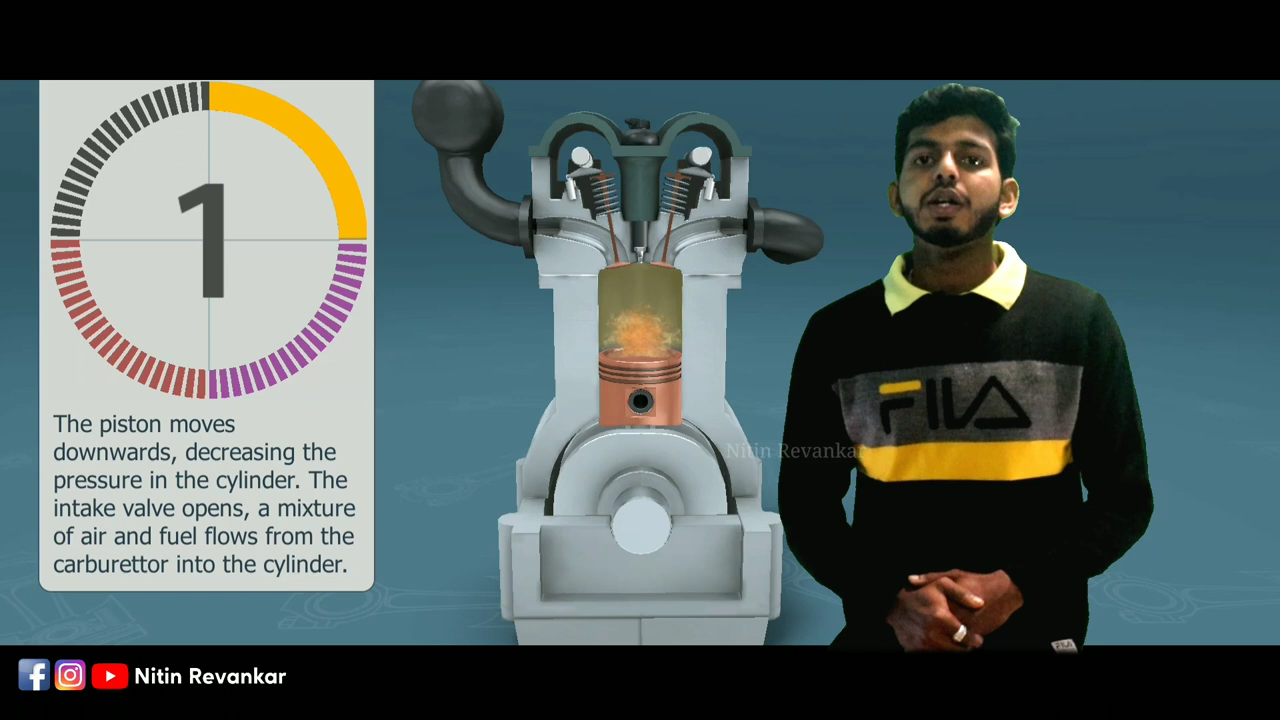 1
The piston moves
downwards, decreasing the
pressure in the cylinder. The
intake valve opens, a mixture
of air and fuel flows from the
carburettor into the cylinder.
FILA
Nitin Revankar
FILA
Nitin Revankar